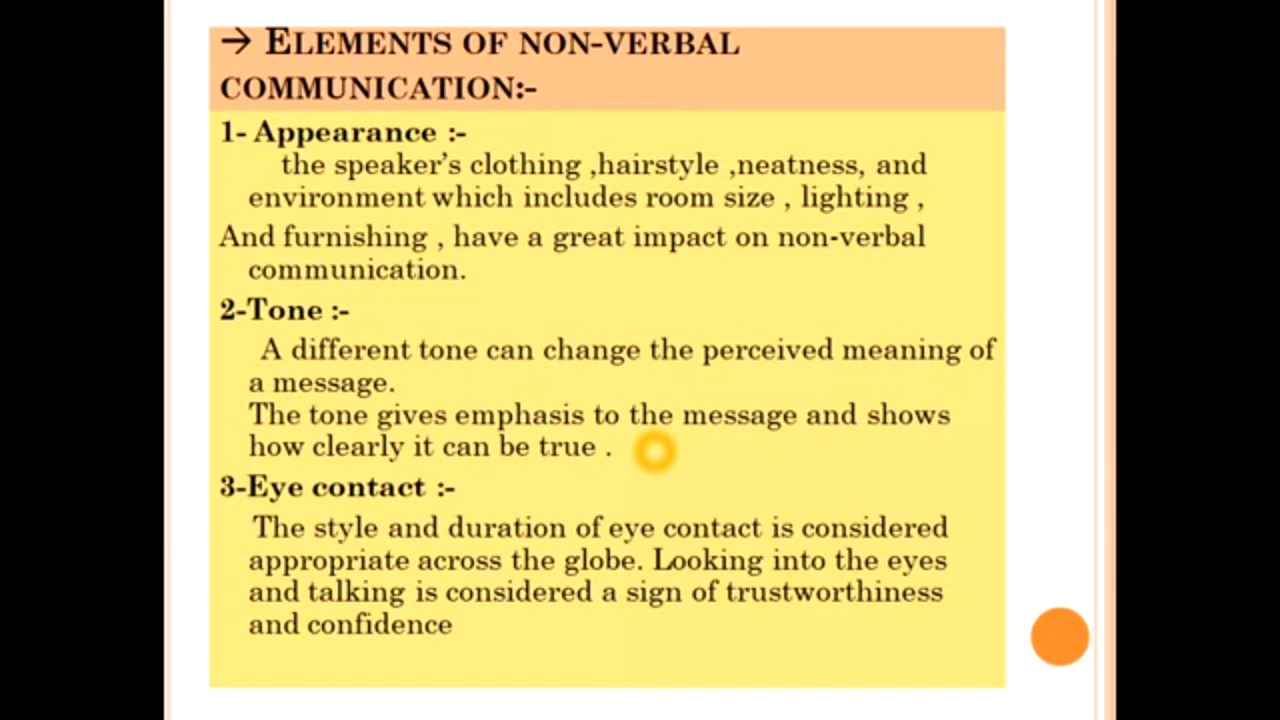 → ELEMENTS OF NON-VERBAL
COMMUNICATION:-
1- Appearance :-
the speaker's clothing ,hairstyle ,neatness, and
environment which includes room size , lighting ,
And furnishing , have a great impact on non-verbal
communication.
2-Tone :-
A different tone can change the perceived meaning of
a message.
The tone gives emphasis to the message and shows
how clearly it can be true .
3-Eye contact :-
The style and duration of eye contact is considered
appropriate across the globe. Looking into the eyes
and talking is considered a sign of trustworthiness
and confidence